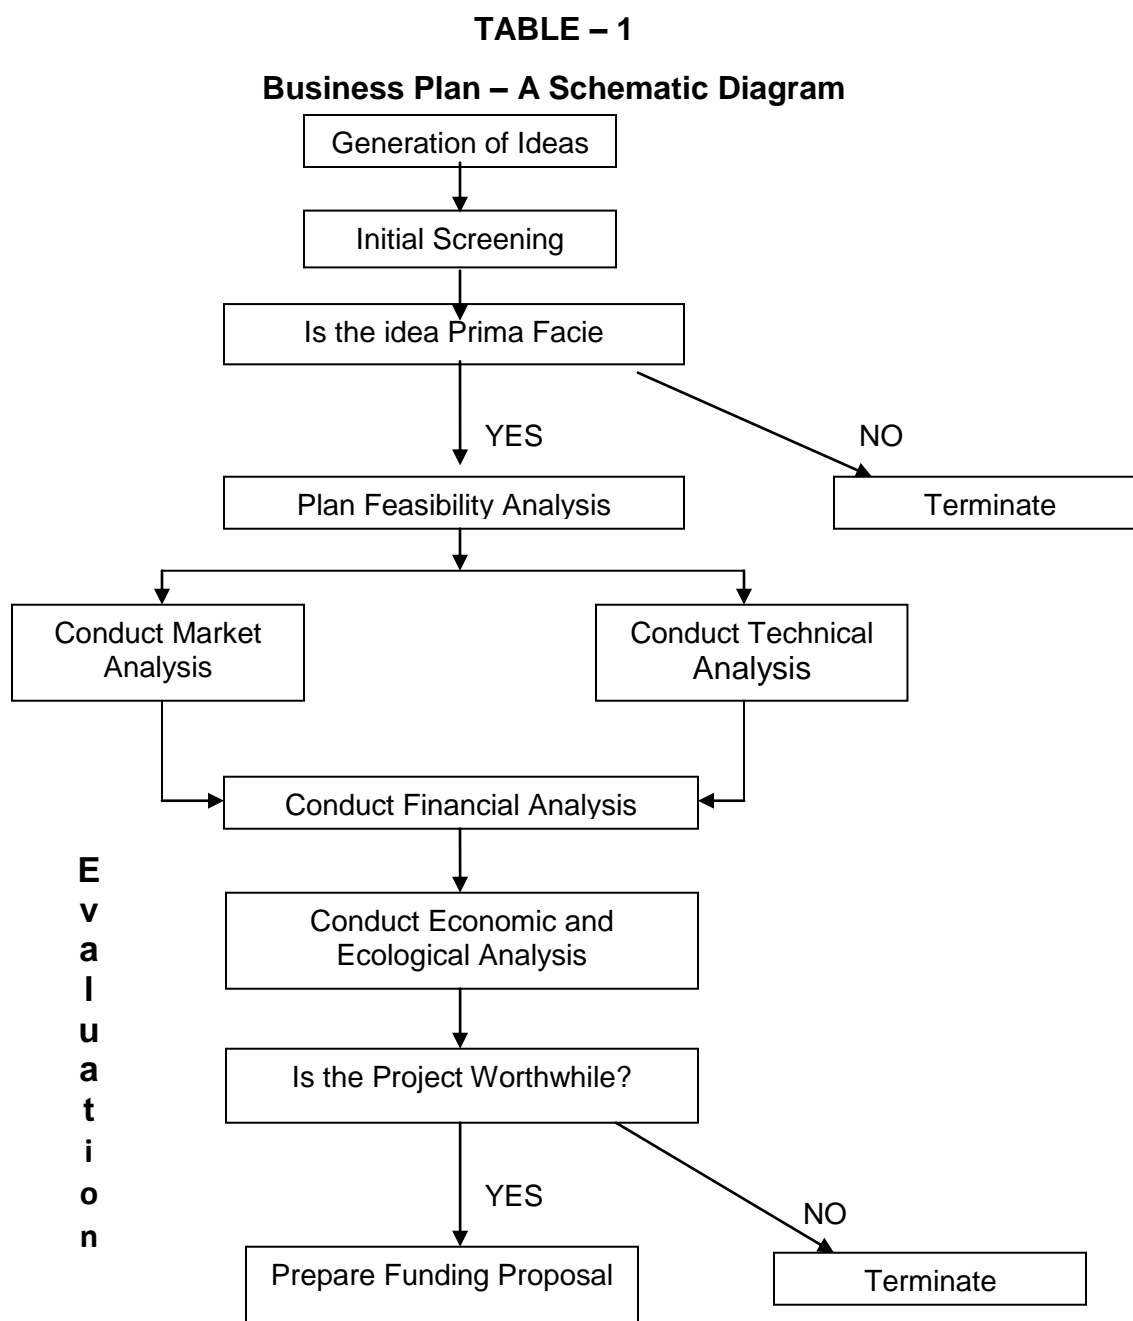 TABLE – 1
Business Plan – A Schematic Diagram
Generation of Ideas
Initial Screening
Is the idea Prima Facie
YES
NO
Plan Feasibility Analysis
Terminate
Conduct Market
Analysis
Conduct Technical
Analysis
Conduct Financial Analysis
Evaluation
Conduct Economic and
Ecological Analysis
Is the Project Worthwhile?
YES
NO
Prepare Funding Proposal
Terminate